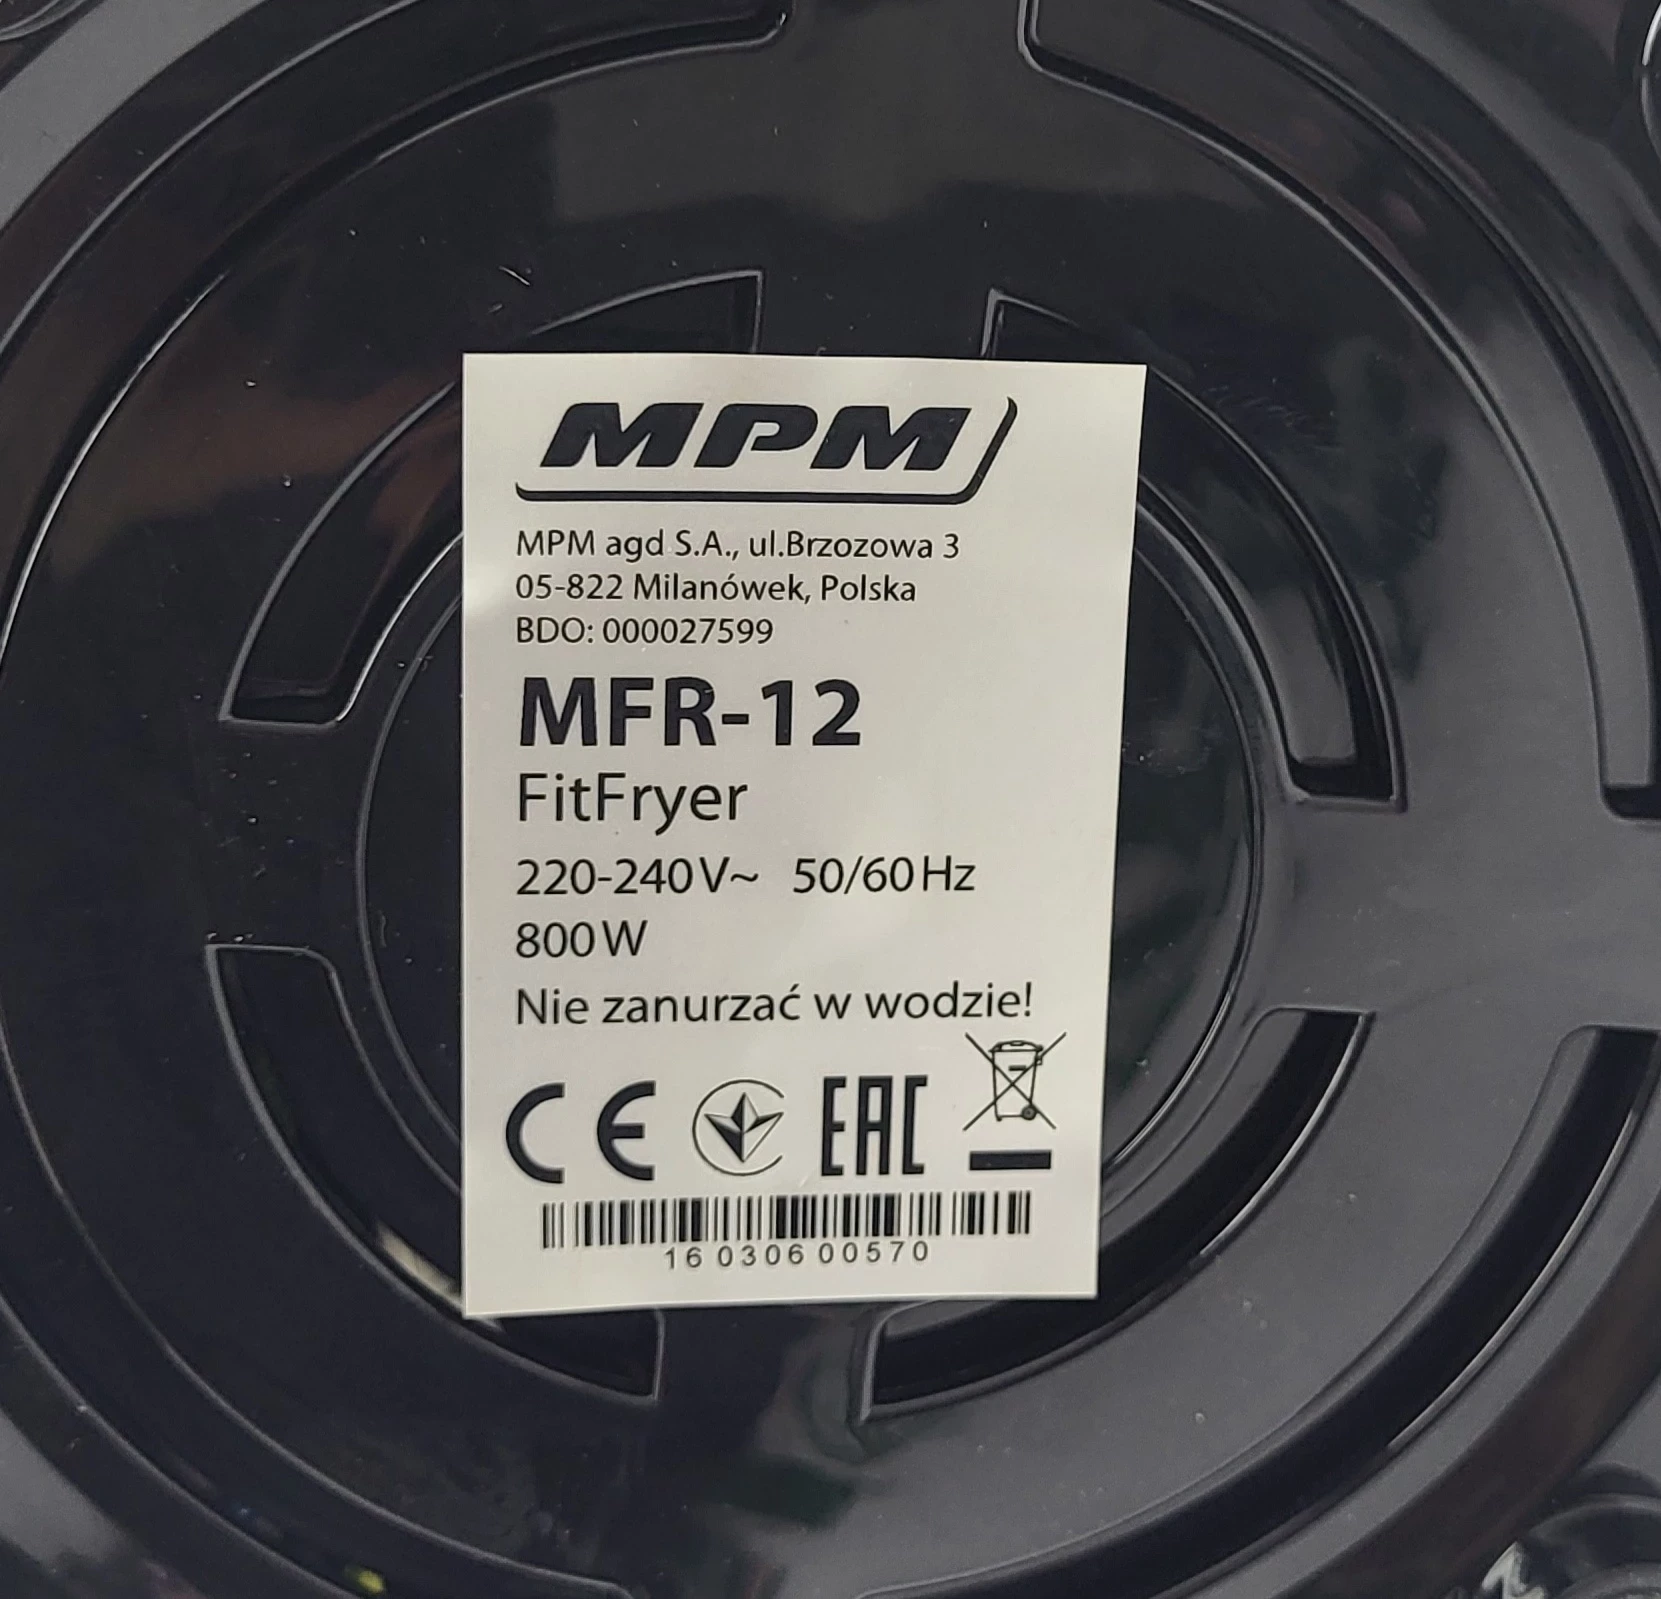 MPM
MPM agd S.A., ul.Brzozowa 3
05-822 Milanówek, Polska
BDO: 000027599
MFR-12
FitFryer
220-240V~ 50/60Hz
800W
Nie zanurzać w wodzie!
CE EAC
16 0306 00570